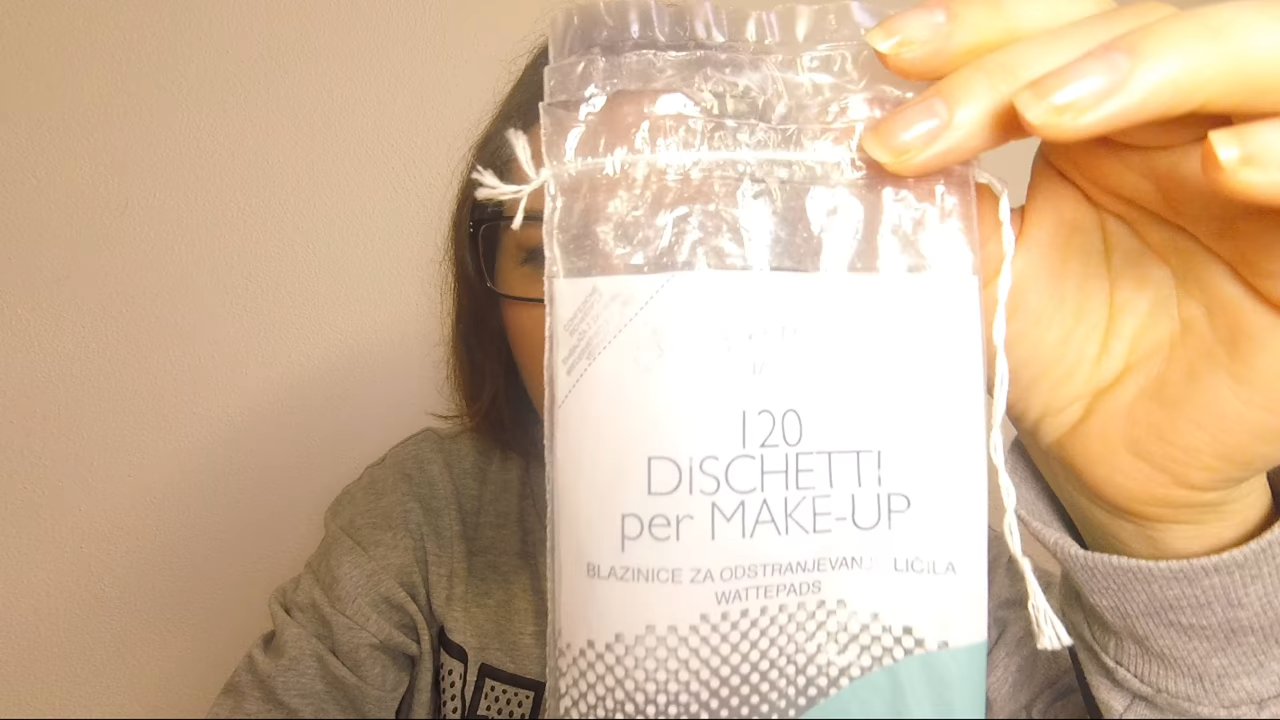 120
DISCHETTI
per MAKE-UP
BLAZINICE ZA ODSTRANJEVANJE LIČILA
WATTEPADS